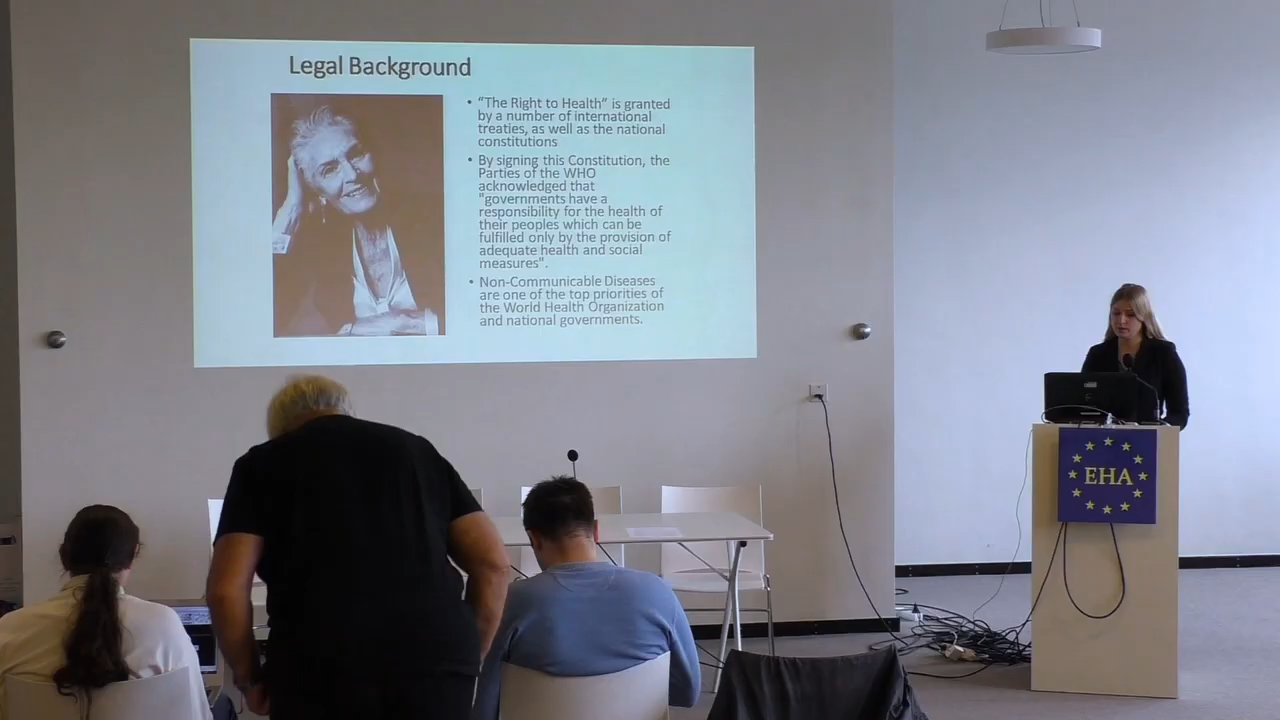 Legal Background
• “The Right to Health” is granted
by a number of international
treaties, as well as the national
constitutions
• By signing this Constitution, the
Parties of the WHO
acknowledged that
"governments have a
responsibility for the health of
their peoples which can be
fulfilled only by the provision of
adequate health and social
measures".
• Non-Communicable Diseases
are one of the top priorities of
the World Health Organization
and national governments.
EHA